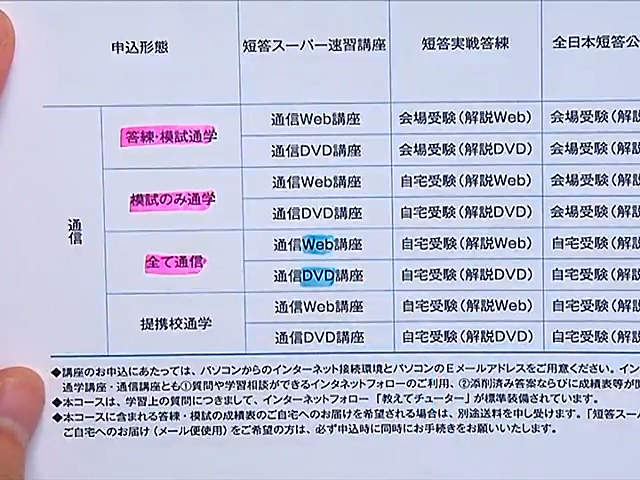 申込形態 短答スーパー速習講座 短答実戦答練 全日本短答公
通信
答練・模試通学 通信Web講座 会場受験(解説Web) 会場受験(解説
通信DVD講座 会場受験(解説DVD) 会場受験(解説
模試のみ通学 通信Web講座 自宅受験(解説Web) 会場受験(解説
通信DVD講座 自宅受験(解説DVD) 会場受験(解説
全て通信 通信Web講座 自宅受験(解説Web) 自宅受験(解説
通信DVD講座 自宅受験(解説DVD) 自宅受験(解説
提携校通学 通信Web講座 自宅受験(解説Web) 自宅受験(解説
通信DVD講座 自宅受験(解説DVD) 自宅受験(解説
◆講座のお申込にあたっては、パソコンからのインターネット接続環境とパソコンのEメールアドレスをご用意ください。イン
通学講座・通信講座とも①質問や学習相談ができるインタネットフォローのご利用、②添削済み答案ならびに成績表等が
◆本コースは、学習上の質問につきまして、インターネットフォロー「教えてチューター」が標準装備されています。
◆本コースに含まれる答練・模試の成績表のご自宅へのお届けを希望される場合は、別途送料を申し受けます。「短答スー
ご自宅へのお届け(メール便使用)をご希望の方は、必ず申込時に同時にお手続きをお願いいたします。